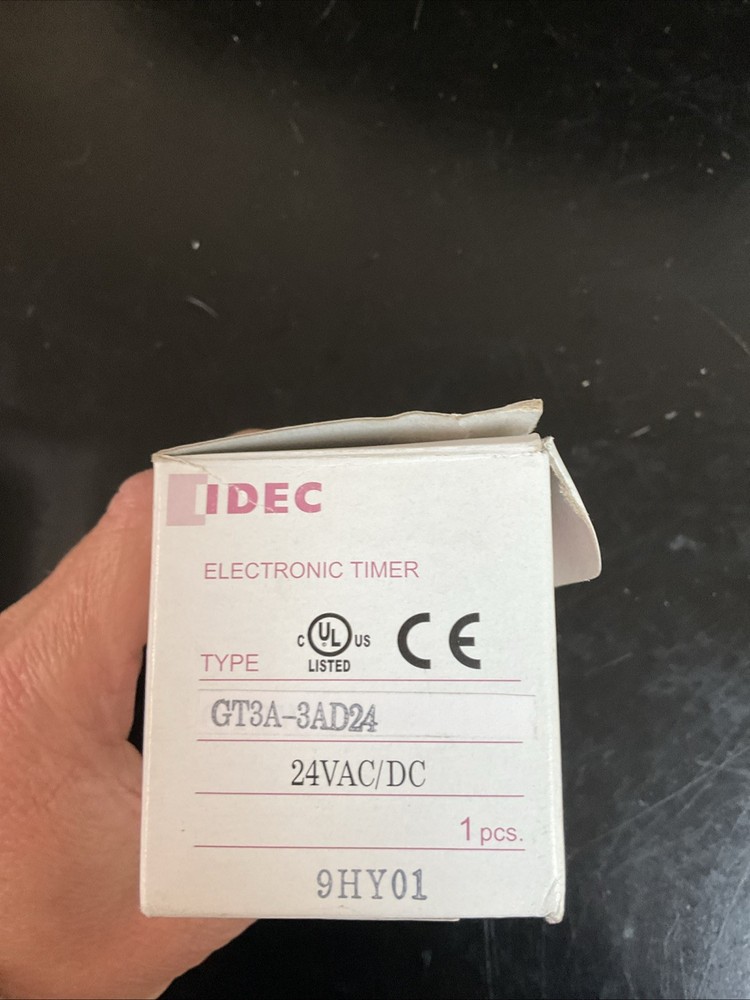 IDEC
ELECTRONIC TIMER
C UL US
LISTED
CE
TYPE
GT3A-3AD24
24VAC/DC
1 pcs.
9HY01